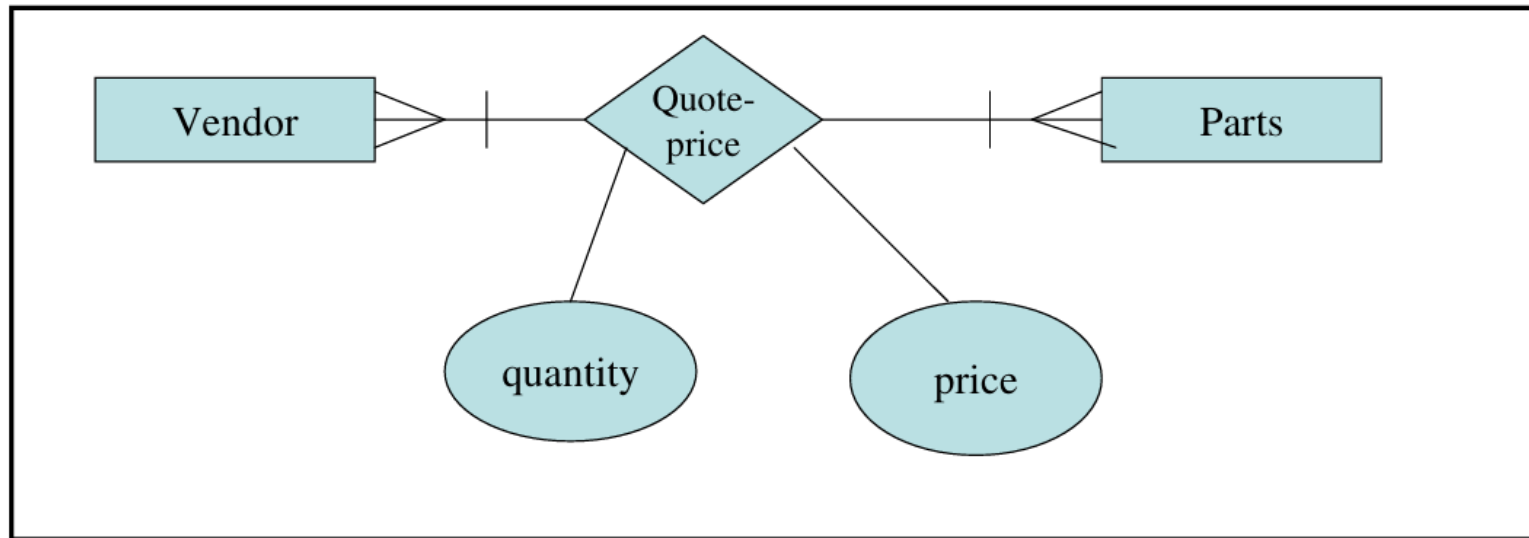 Vendor
Quote-
price
Parts
quantity
price